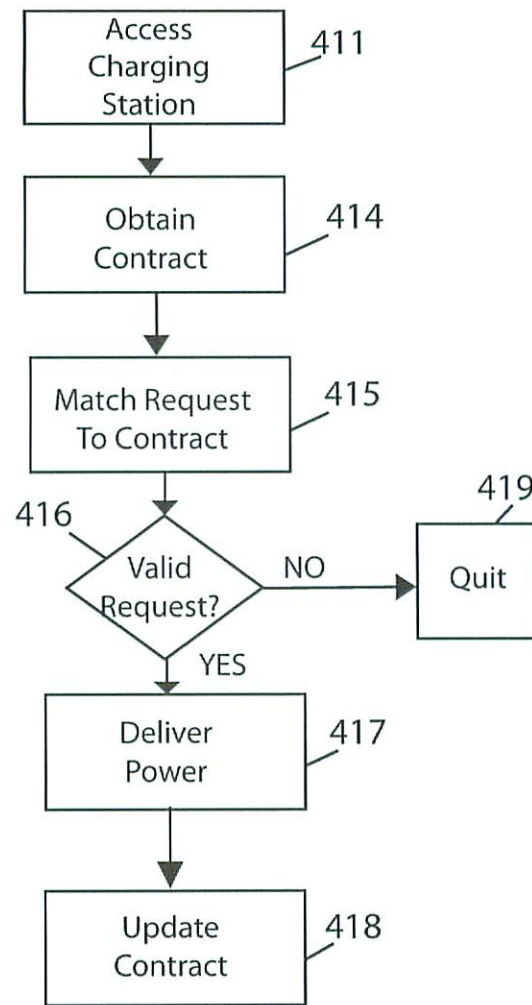 Access
Charging
Station
411
Obtain
Contract
414
Match Request
To Contract
415
416
Valid
Request?
NO
419
Quit
YES
Deliver
Power
417
Update
Contract
418